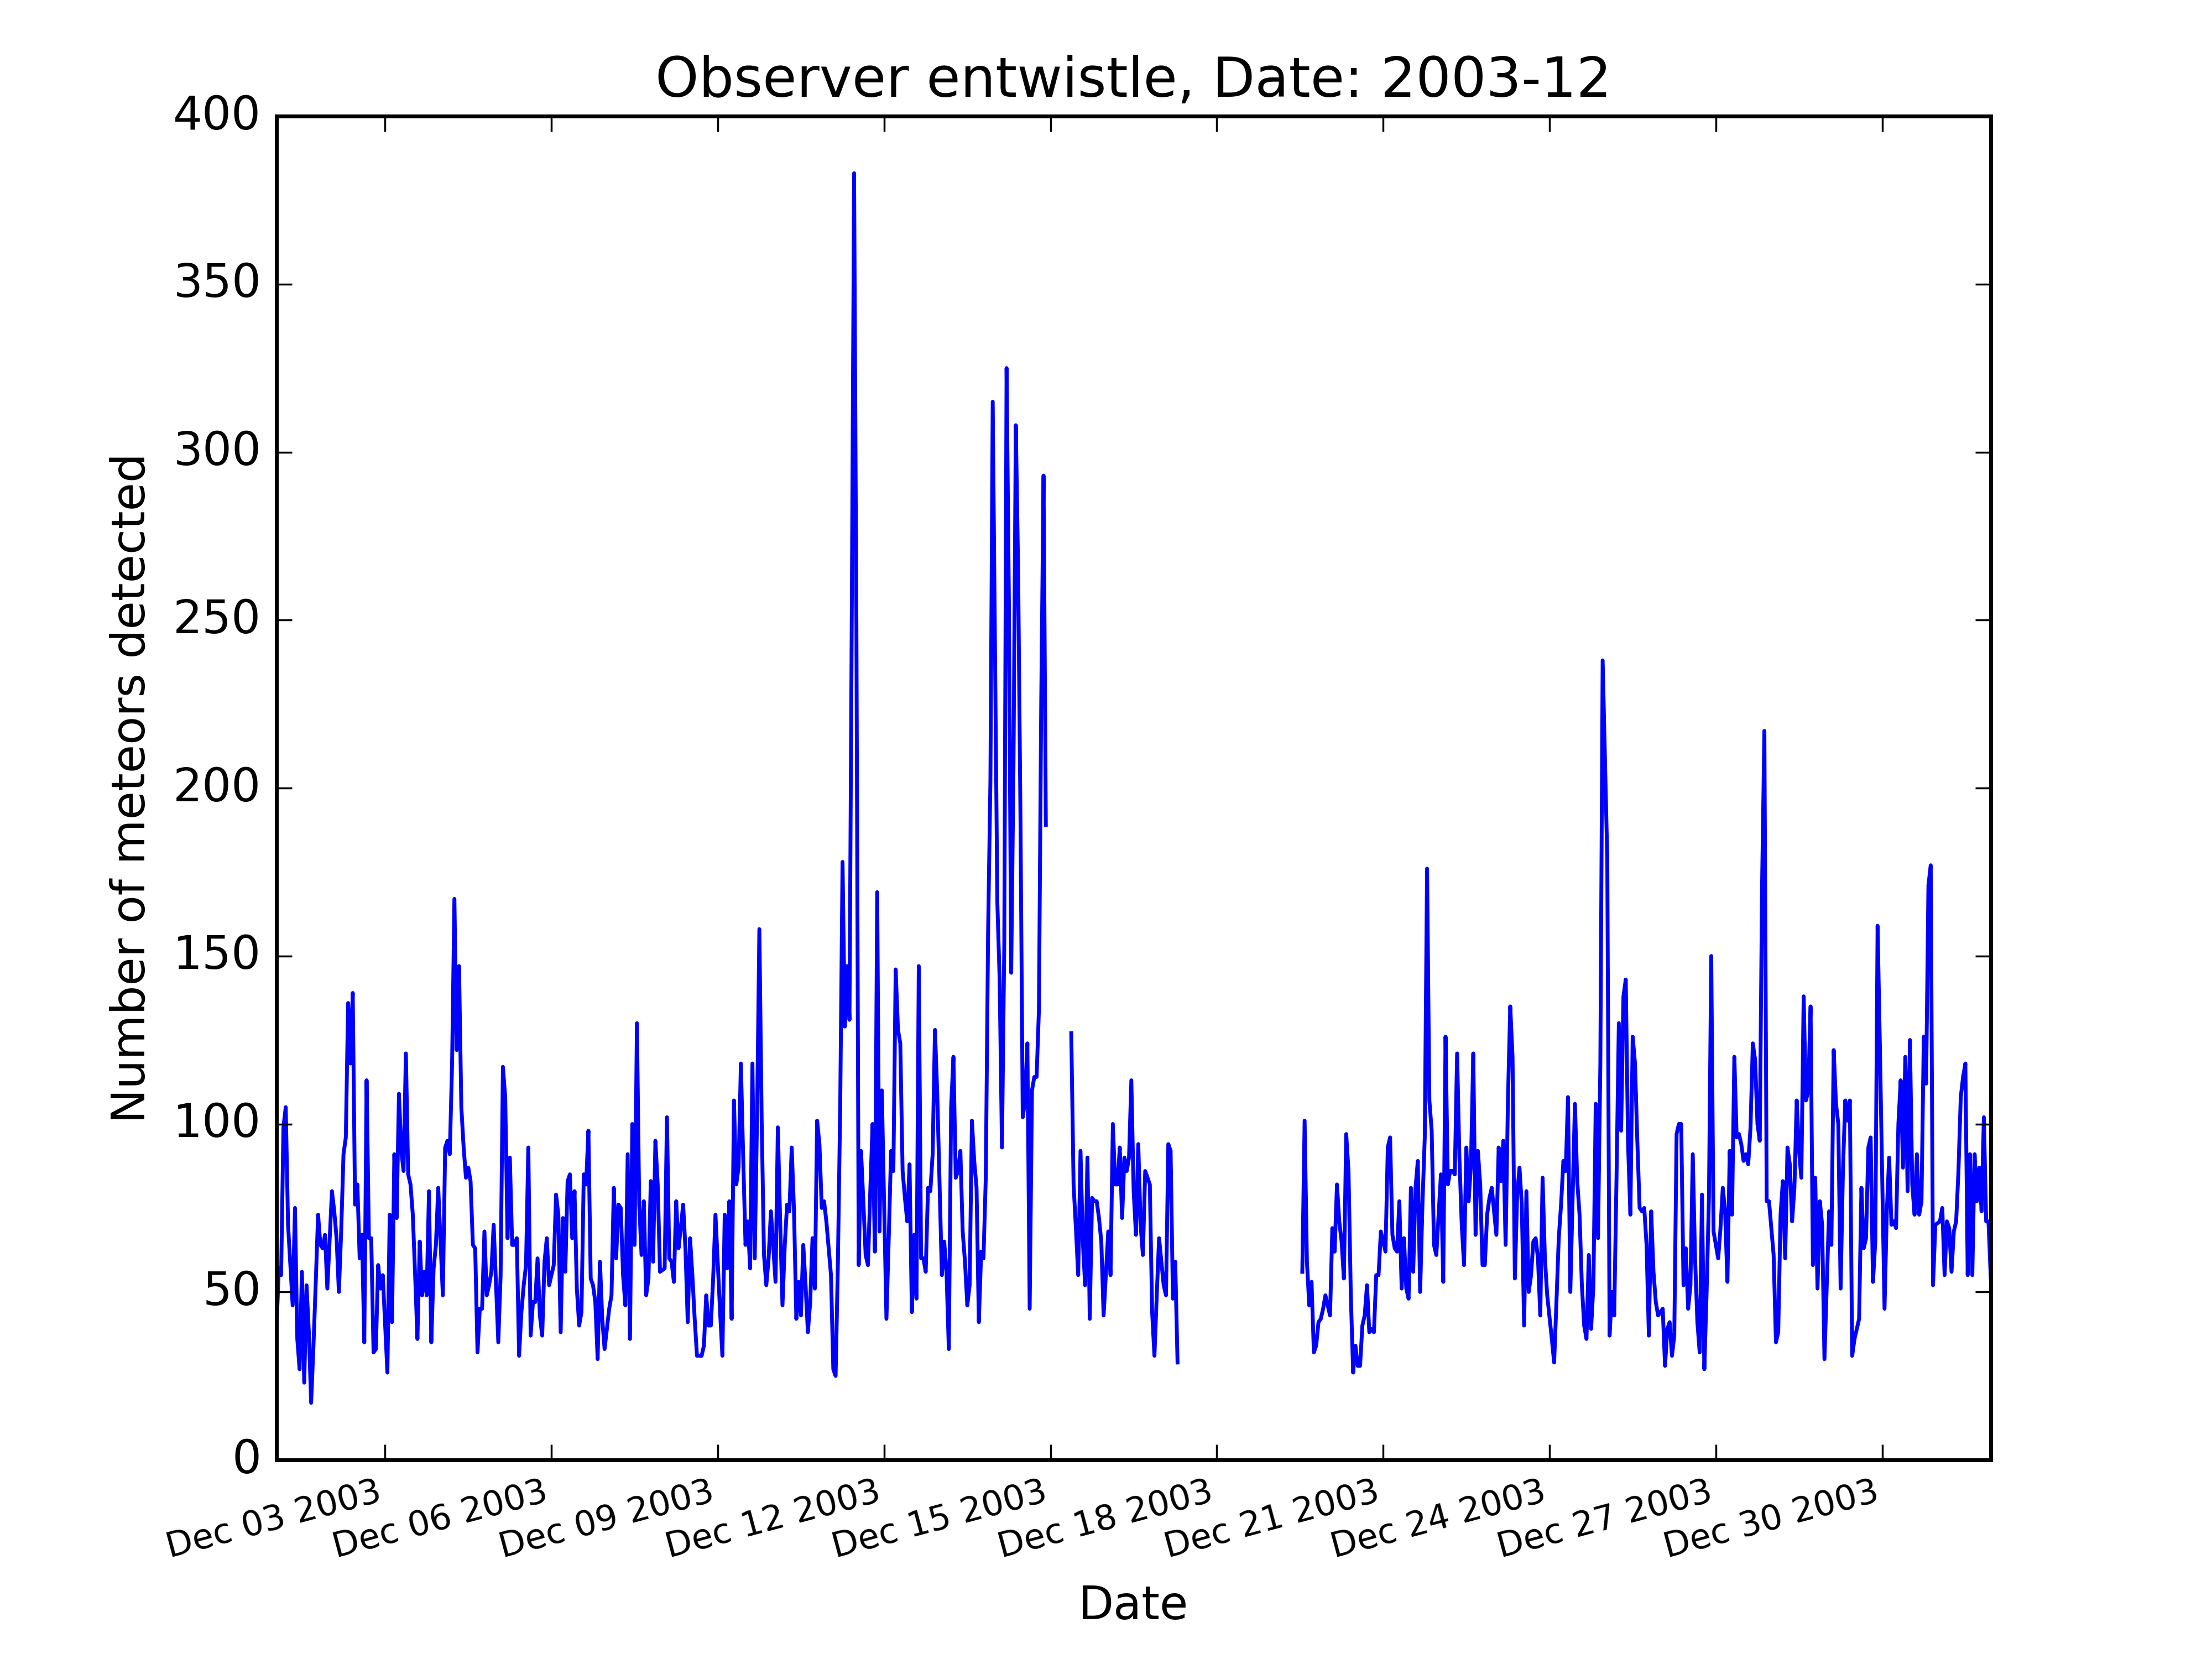 Observer entwistle, Date: 2003-12
400
350
300
250
200
150
100
50
0
Number of meteors detected
Dec 03 2003
Dec 06 2003
Dec 09 2003
Dec 12 2003
Dec 15 2003
Dec 18 2003
Dec 21 2003
Dec 24 2003
Dec 27 2003
Dec 30 2003
Date